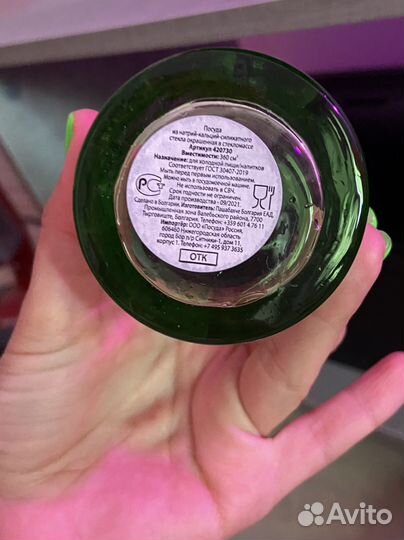 Посуда
из натрий-кальций-силикатного
стекла окрашенная в стекломассе
Артикул 420730
Вместимость: 360 см³
Назначение: для холодной пищи/напитков
Соответствует ГОСТ 30407-2019
Мыть перед первым использованием.
Можно мыть в посудомоечной машине.
Не использовать в СВЧ.
Срок годности не ограничен.
Дата производства: 09/2021.
Сделано в Болгарии. Изготовитель: Пашабахче Болгария ЕАД,
Промышленная зона Валебьского района, 7700
Тырговиште, Болгария, Телефон: +359 601 4 76 11
Импортёр: ООО «Посуда» Россия,
606460 Нижегородская область,
город Бор п/р Ситники-1, дом 11,
корпус 1. Телефон: +7 495 937 3635
РСТ
ОТК
Avito